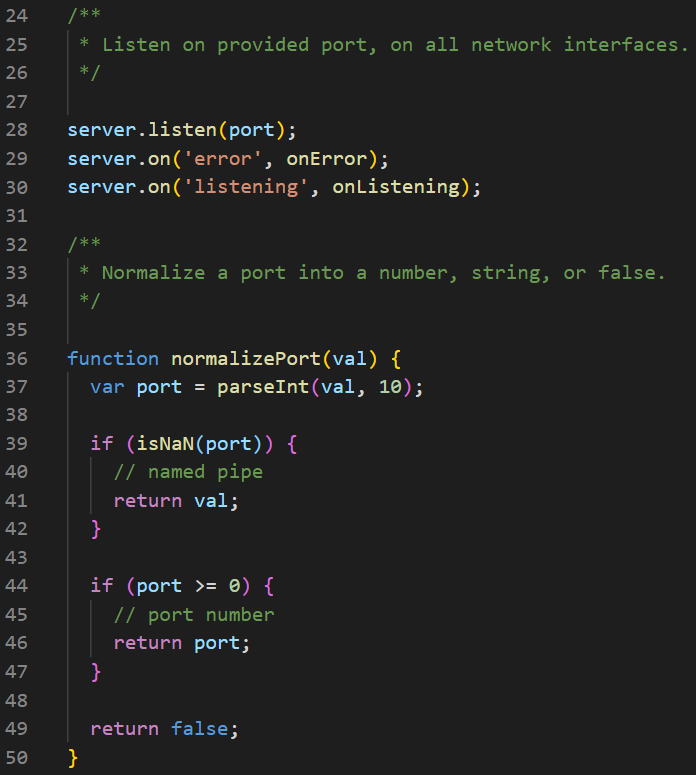 24 /**
25  * Listen on provided port, on all network interfaces.
26  */
27
28 server.listen(port);
29 server.on('error', onError);
30 server.on('listening', onListening);
31
32 /**
33  * Normalize a port into a number, string, or false.
34  */
35
36 function normalizePort(val) {
37   var port = parseInt(val, 10);
38
39   if (isNaN(port)) {
40     // named pipe
41     return val;
42   }
43
44   if (port >= 0) {
45     // port number
46     return port;
47   }
48
49   return false;
50 }